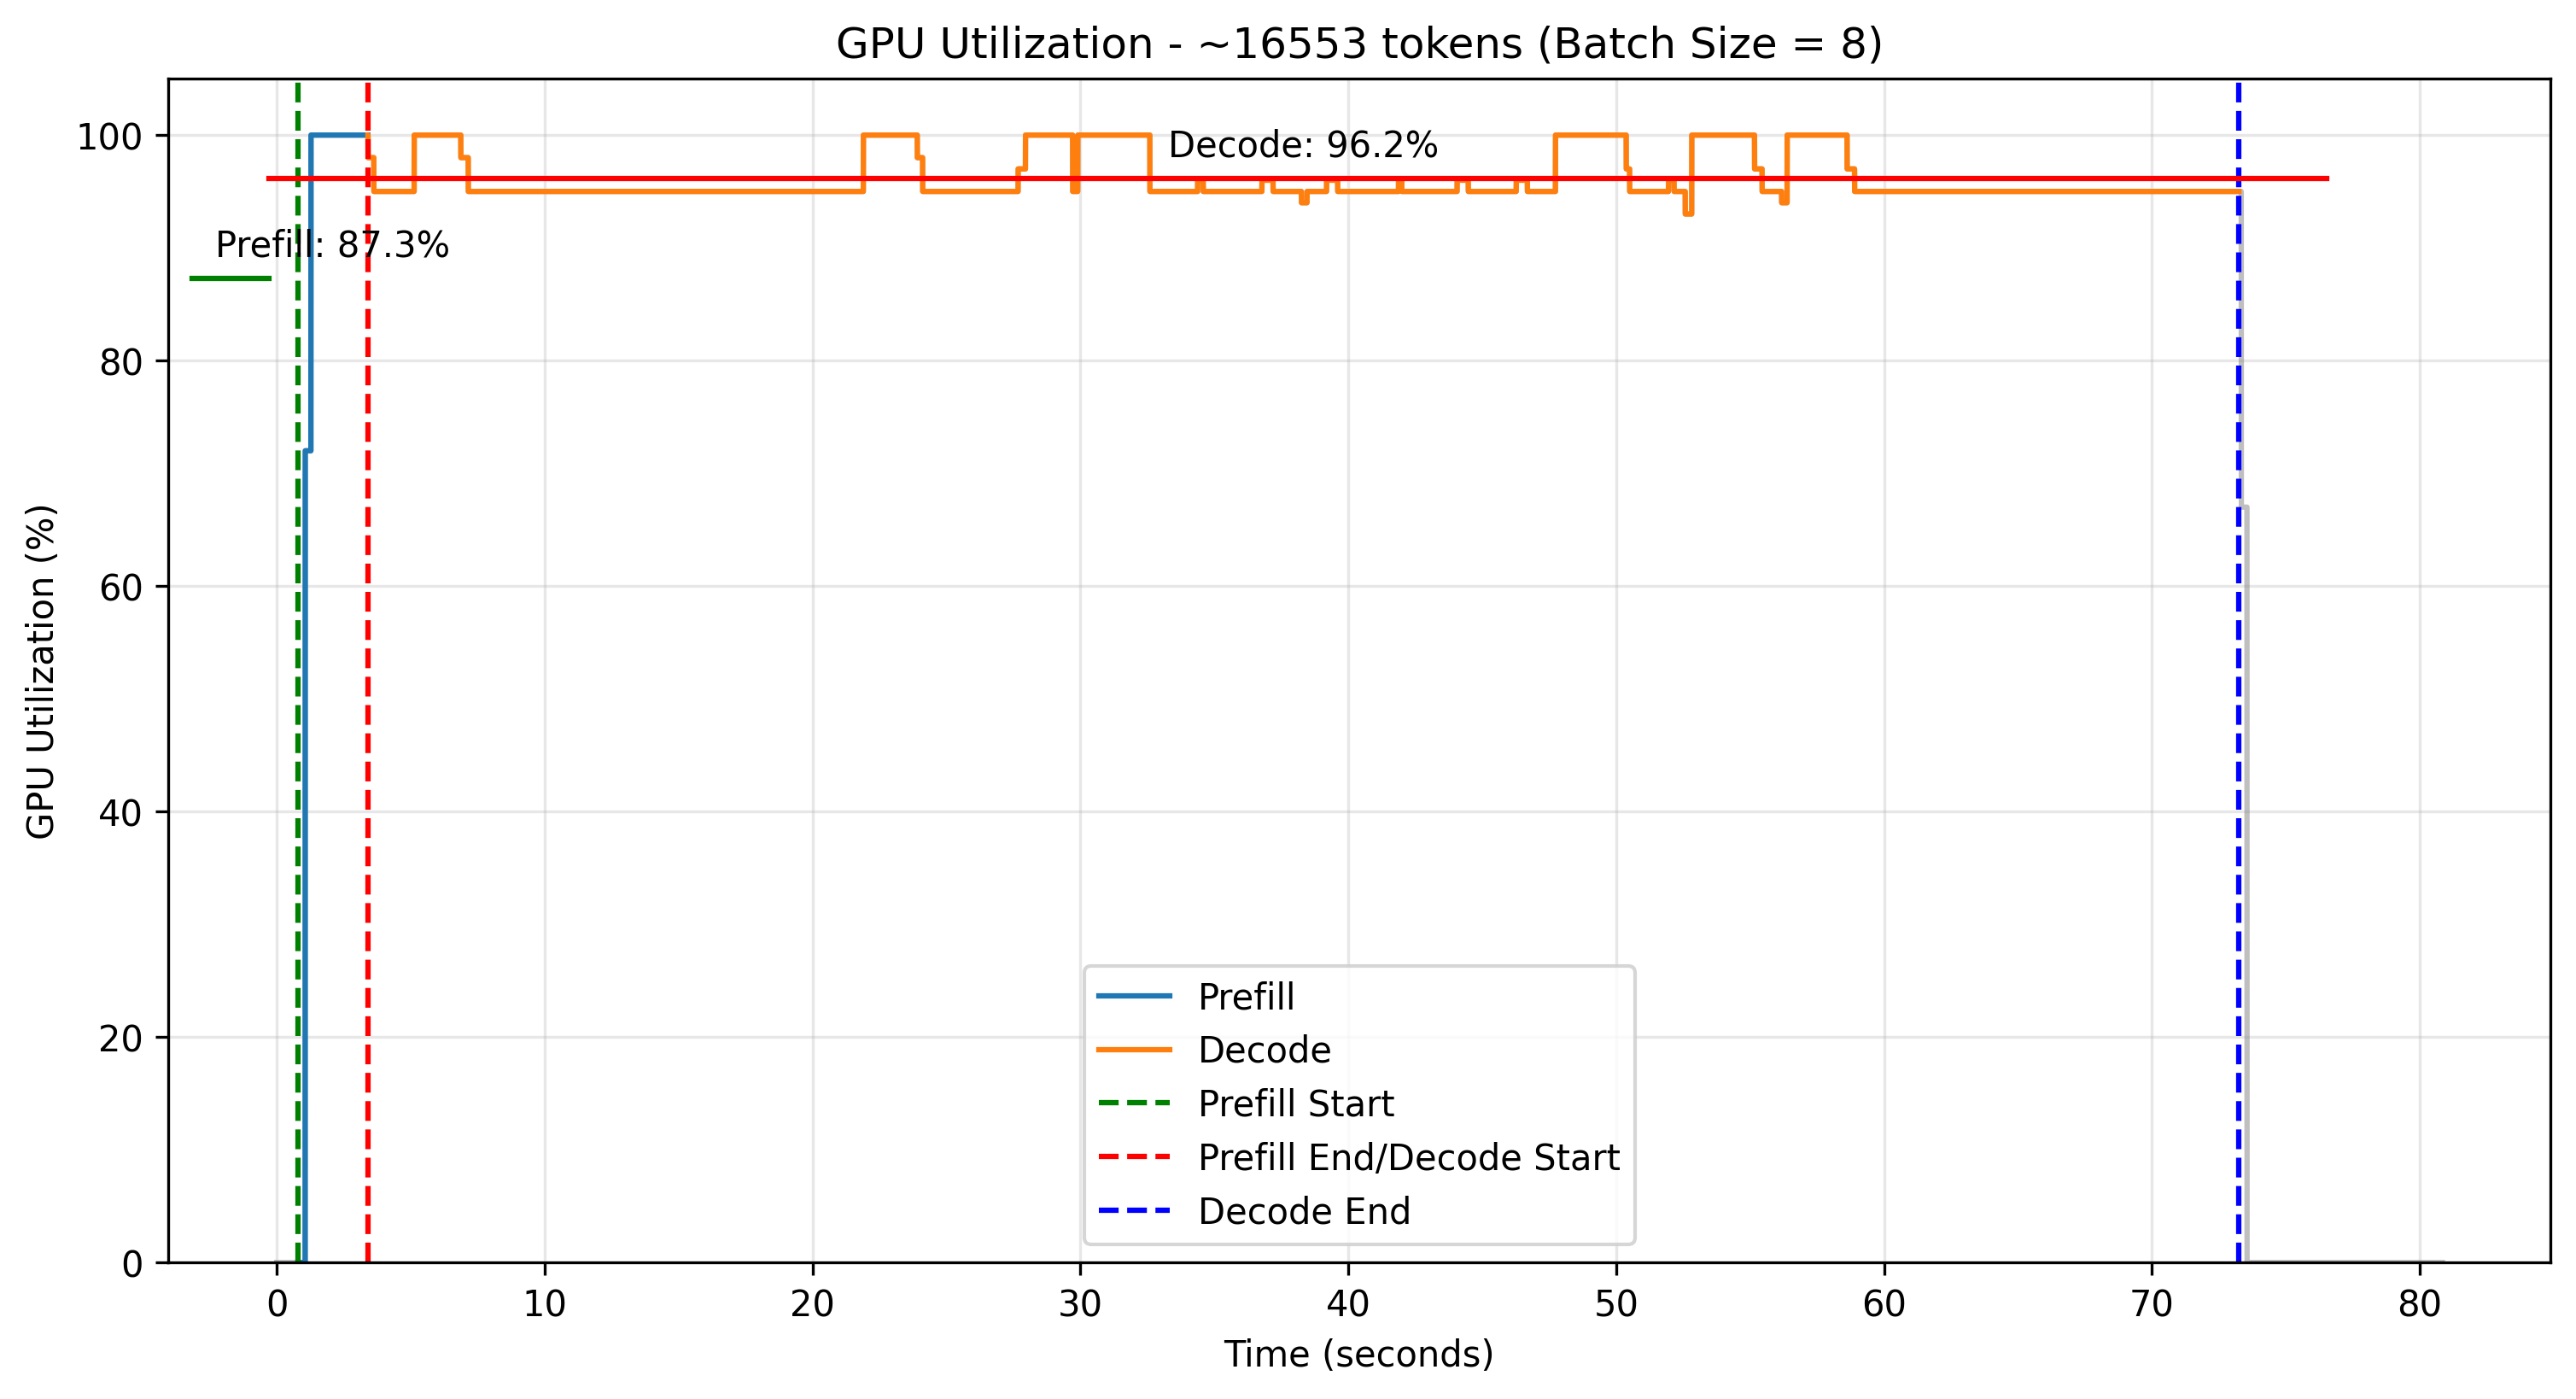 GPU Utilization - ~16553 tokens (Batch Size = 8)
GPU Utilization (%)
100
80
60
40
20
0
Decode: 96.2%
Prefill: 87.3%
Prefill
Decode
Prefill Start
Prefill End/Decode Start
Decode End
0 10 20 30 40 50 60 70 80
Time (seconds)